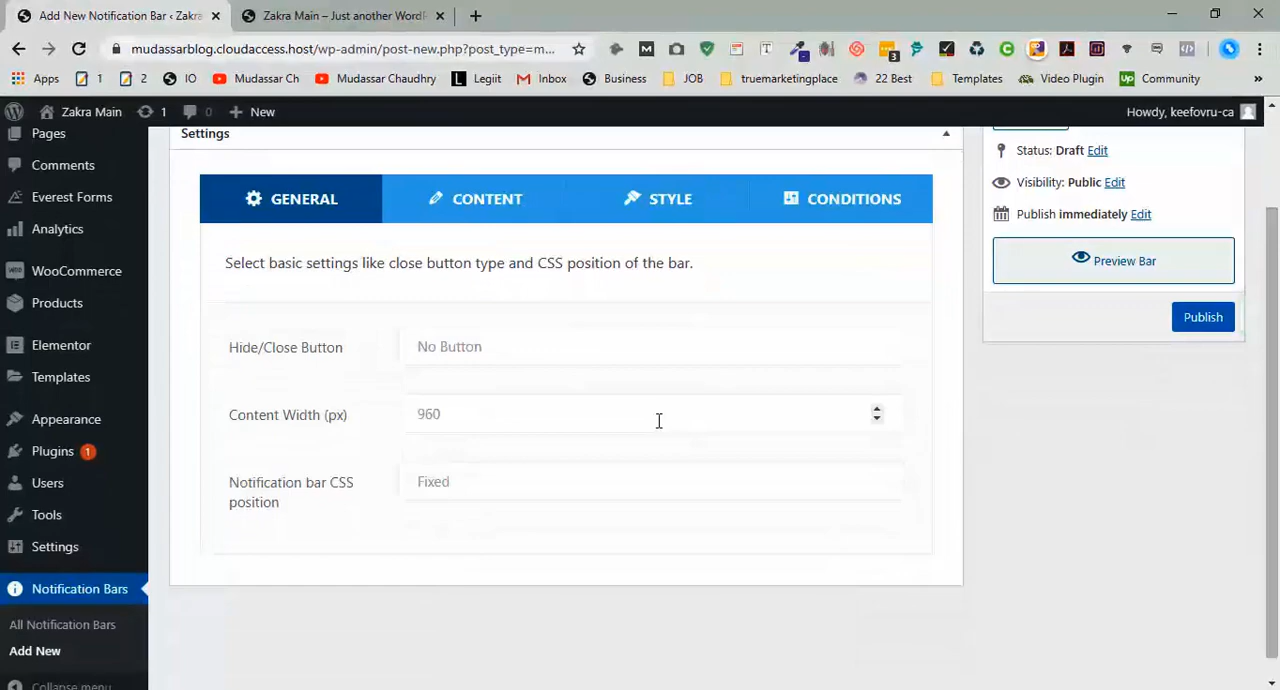 Add New Notification Bar ‹ Zakra
Zakra Main – Just another WordP
mudassarblog.cloudaccess.host/wp-admin/post-new.php?post_type=m...
3
Apps
1
2
IO
Mudassar Ch
Mudassar Chaudhry
Legiit
Inbox
Business
JOB
truemarketingplace
22 Best
Templates
Video Plugin
Community
»
Zakra Main
1
0
New
Howdy, keefovru-ca
Pages
Comments
Everest Forms
Analytics
WooCommerce
Products
Elementor
Templates
Appearance
Plugins 1
Users
Tools
Settings
Notification Bars
All Notification Bars
Add New
Collapse menu
Settings
GENERAL
CONTENT
STYLE
CONDITIONS
Select basic settings like close button type and CSS position of the bar.
Hide/Close Button
No Button
Content Width (px)
960
Notification bar CSS
position
Fixed
Status: Draft Edit
Visibility: Public Edit
Publish immediately Edit
Preview Bar
Publish